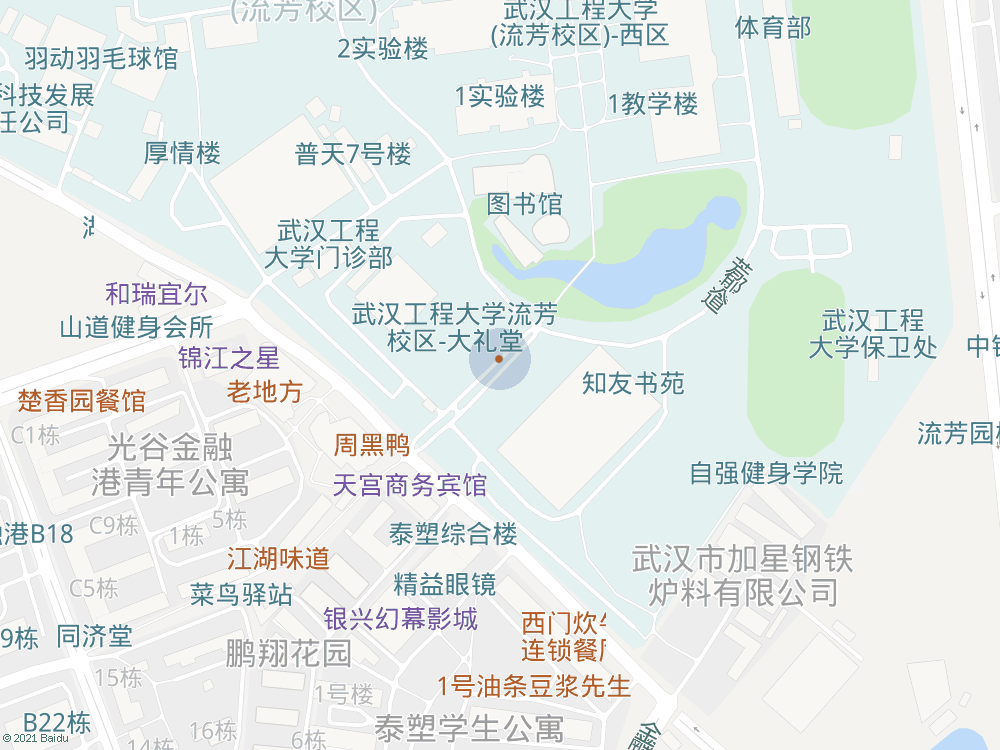 (流芳校区)
武汉工程大学
(流芳校区)-西区
体育部
2实验楼
羽动羽毛球馆
科技发展
任公司
1实验楼
1教学楼
厚情楼
普天7号楼
图书馆
武汉工程
大学门诊部
和瑞宜尔
山道健身会所
武汉工程大学流芳
校区-大礼堂
武汉工程
大学保卫处
锦江之星
老地方
知友书苑
楚香园餐馆
C1栋
光谷金融
港青年公寓
周黑鸭
天宫商务宾馆
自强健身学院
C9栋
5栋
1栋
港B18
泰塑综合楼
江湖味道
武汉市加星钢铁
炉料有限公司
C5栋
菜鸟驿站
精益眼镜
银兴幻幕影城
西门炊
连锁餐
9栋
同济堂
鹏翔花园
15栋
1号楼
1号油条豆浆先生
B22栋
16栋
泰塑学生公寓
14栋
6栋
流芳园
© 2021 Baidu